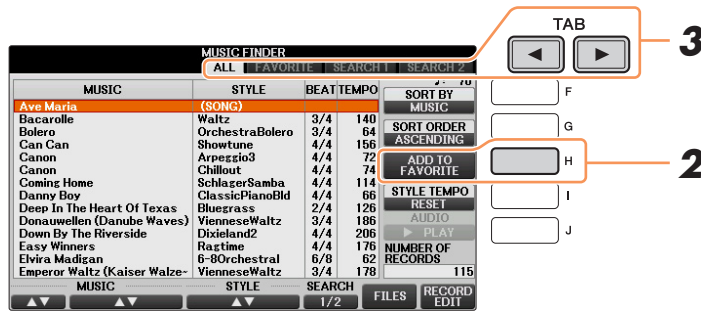 TAB
3
MUSIC FINDER
ALL FAVORITE SEARCH 1 SEARCH 2
MUSIC STYLE BEAT TEMPO
Ave Maria (SONG)
Bacarolle Waltz 3/4 140
Bolero OrchestraBolero 3/4 64
Can Can Showtune 4/4 156
Canon Arpeggio3 4/4 72
Canon Chillout 4/4 74
Coming Home SchlagerSamba 4/4 114
Danny Boy ClassicPianoBld 4/4 66
Deep In The Heart Of Texas Bluegrass 2/4 126
Donauwellen (Danube Waves) VienneseWaltz 3/4 186
Down By The Riverside Dixieland2 4/4 206
Easy Winners Ragtime 4/4 176
Elvira Madigan 6-8Orchestral 6/8 62
Emperor Waltz (Kaiser Walze~ VienneseWaltz 3/4 178
SORT BY
MUSIC
F
SORT ORDER
ASCENDING
G
ADD TO
FAVORITE
H
2
STYLE TEMPO
RESET
I
AUDIO
PLAY
J
NUMBER OF
RECORDS
115
MUSIC STYLE SEARCH
1/2
FILES
RECORD
EDIT